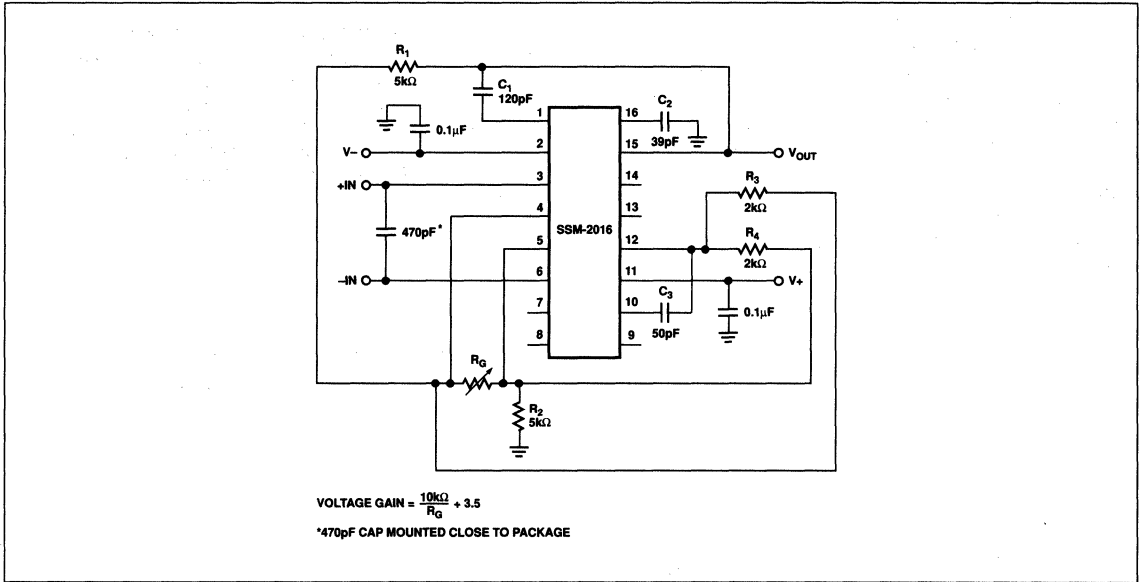 R1
5kΩ
C1
120pF
0.1μF
1
16
C2
39pF
V–
2
15
VOUT
+IN
3
14
R3
2kΩ
4
13
470pF*
SSM-2016
R4
2kΩ
5
12
–IN
6
11
V+
7
10
C3
50pF
0.1μF
8
9
RG
R2
5kΩ
VOLTAGE GAIN = 10kΩ / RG + 3.5
*470pF CAP MOUNTED CLOSE TO PACKAGE